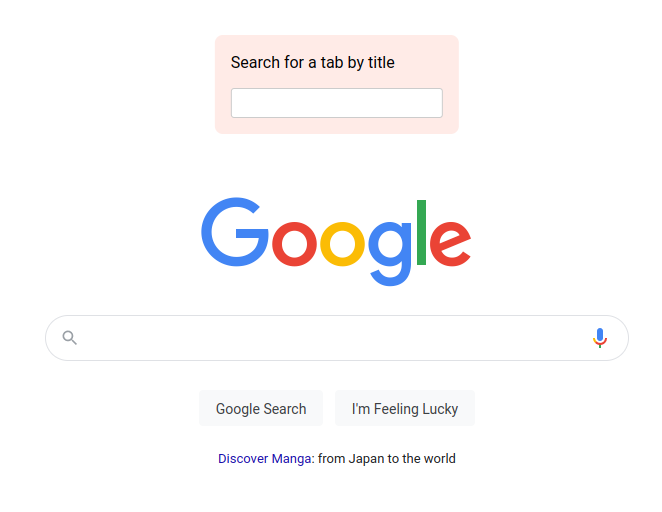 Search for a tab by title
Google
Google Search
I'm Feeling Lucky
Discover Manga: from Japan to the world